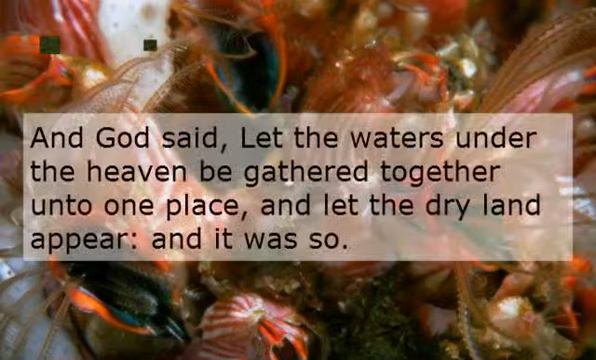 And God said, Let the waters under
the heaven be gathered together
unto one place, and let the dry land
appear: and it was so.